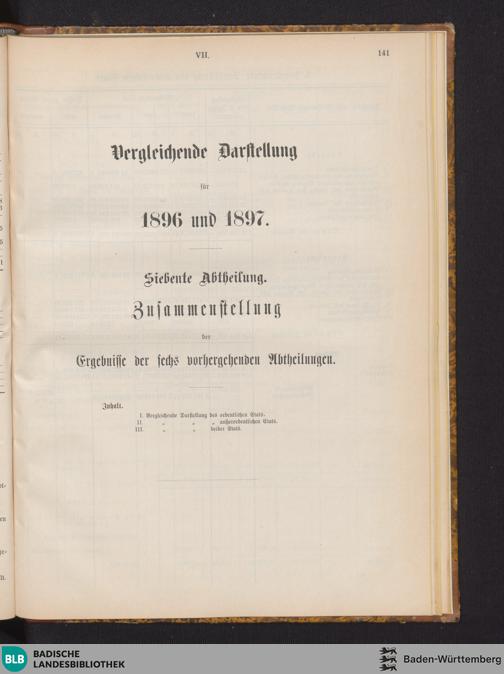 VII.
141
Vergleichende Darstellung
für
1896 und 1897.
Siebente Abtheilung.
Zusammenstellung
der
Ergebnisse der sechs vorhergehenden Abtheilungen.
Inhalt.
I. Vergleichende Darstellung des ordentlichen Etats.
II. „ „ „ außerordentlichen Etats.
III. „ „ beider Etats.
BLB BADISCHE
LANDESBIBLIOTHEK
Baden-Württemberg